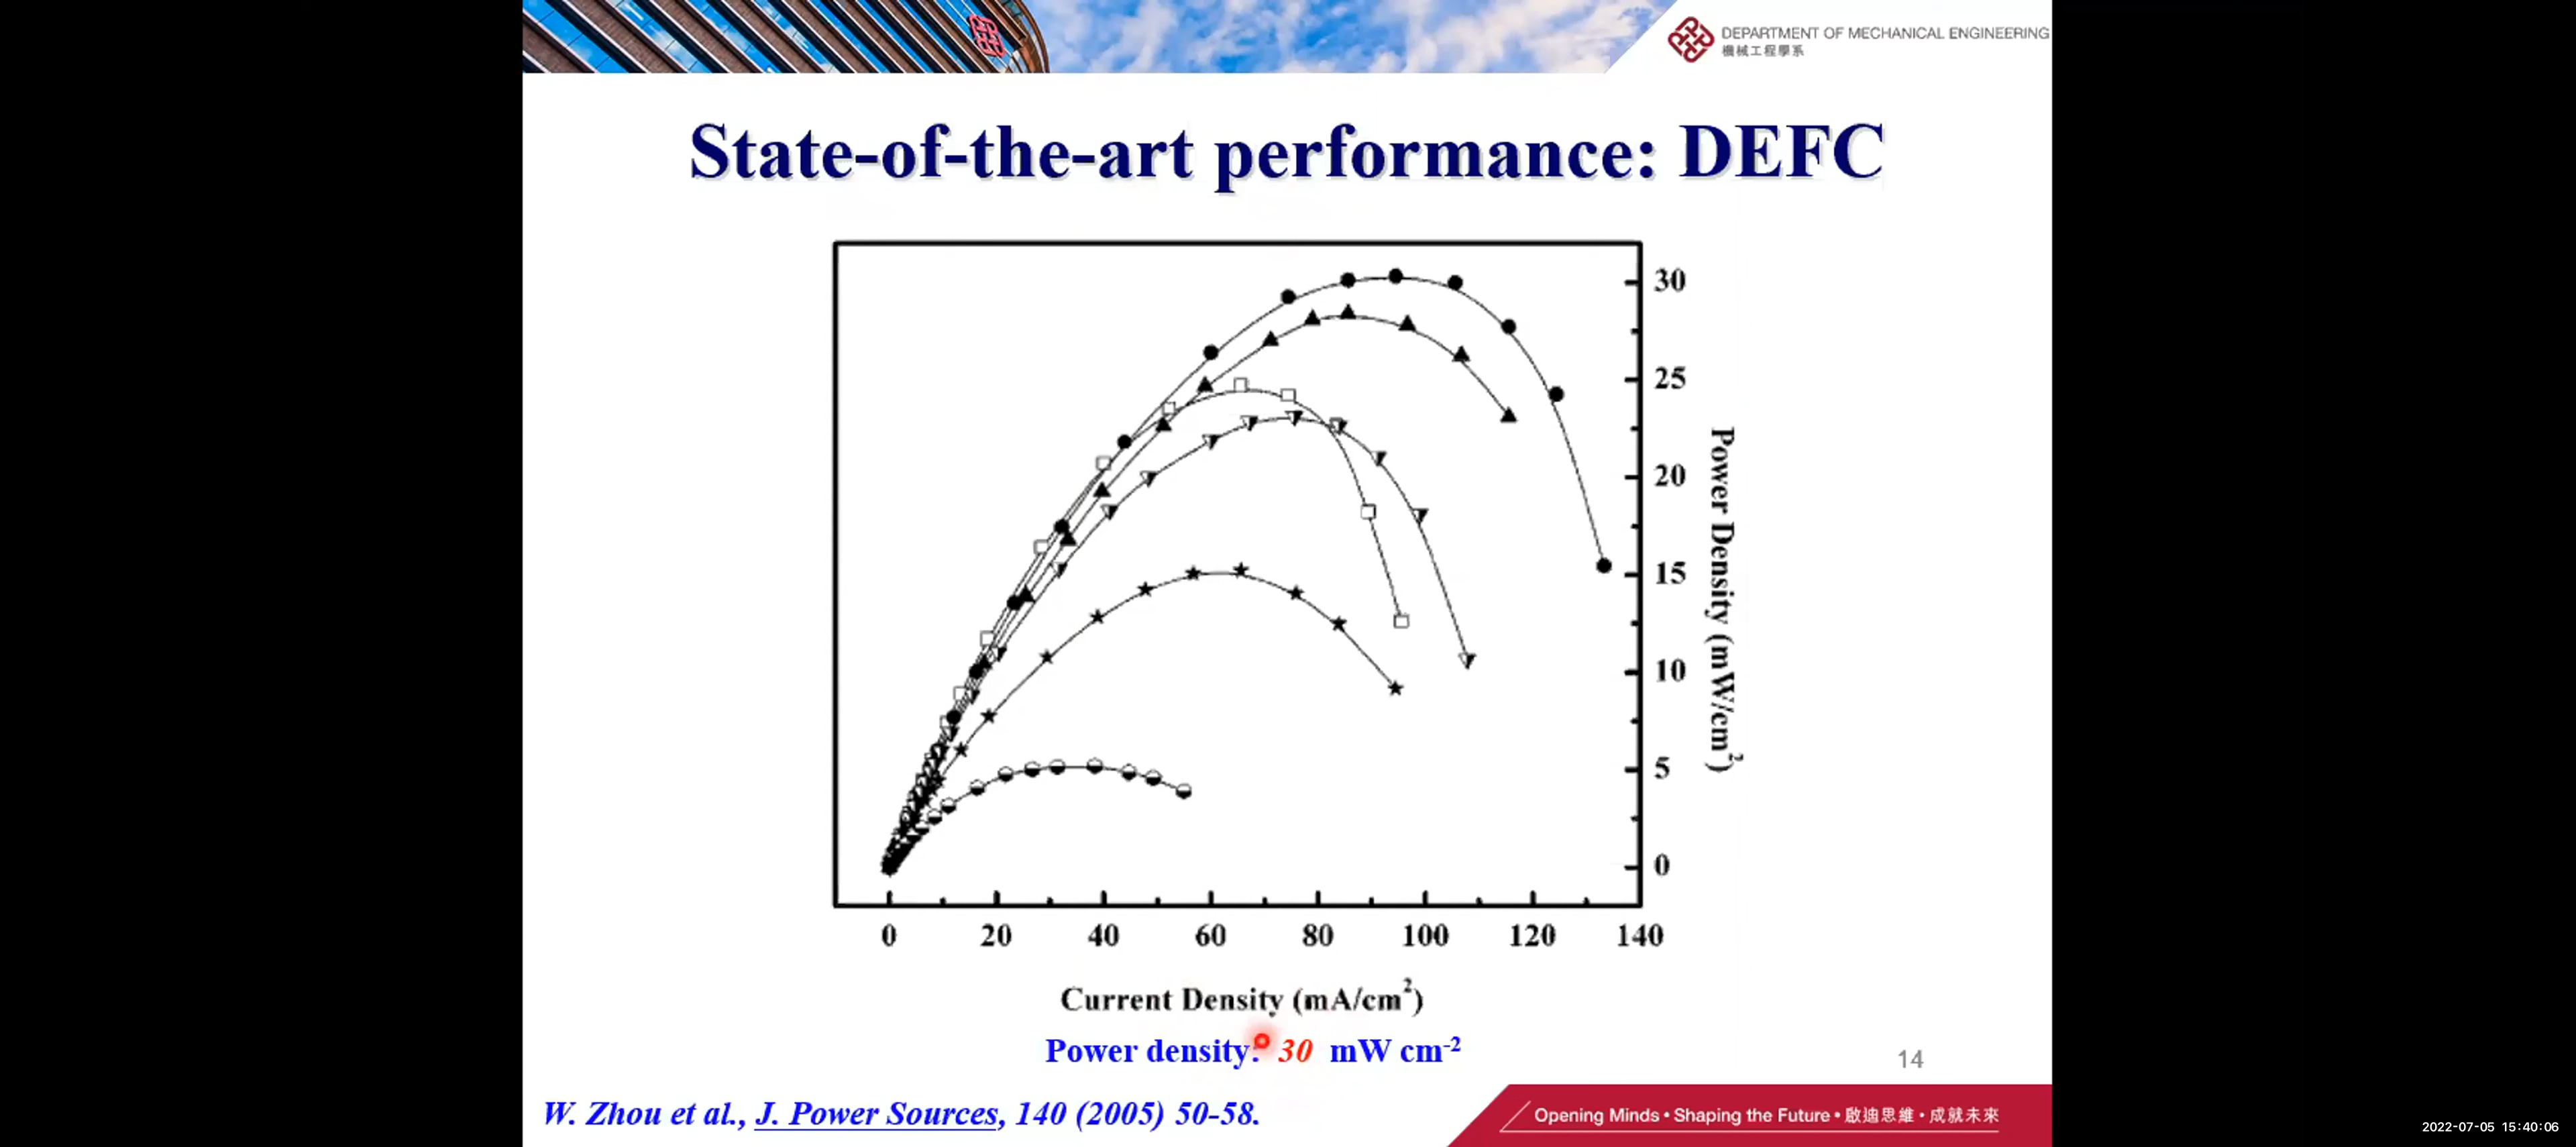 DEPARTMENT OF MECHANICAL ENGINEERING
機械工程學系
State-of-the-art performance: DEFC
30
25
20
15
10
5
0
Power Density (mW/cm²)
0 20 40 60 80 100 120 140
Current Density (mA/cm²)
Power density: 30 mW cm⁻²
14
W. Zhou et al., J. Power Sources, 140 (2005) 50-58.
Opening Minds • Shaping the Future • 啟迪思維 • 成就未來
2022-07-05 15:40:06